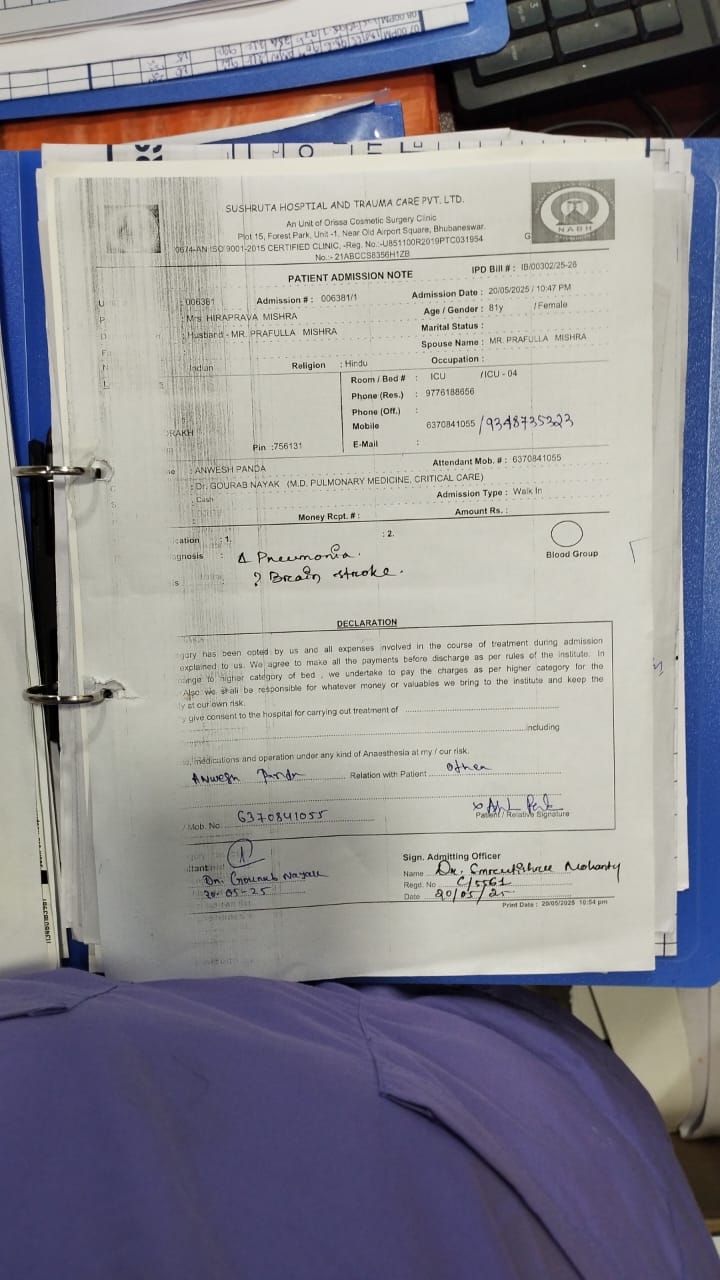 SUSHRUTA HOSPTIAL AND TRAUMA CARE PVT. LTD.
An Unit of Orissa Cosmetic Surgery Clinic
Plot 15, Forest Park, Unit -1, Near Old Airport Square, Bhubaneswar.
0674-AN ISO 9001-2015 CERTIFIED CLINIC, -Reg. No.:-U851100R2019PTC031954 G
No.:- 21ABCCS8356H1ZB
NABH
PATIENT ADMISSION NOTE
IPD Bill # : IB/00302/25-26
: 006381 Admission # : 006381/1 Admission Date : 20/05/2025 / 10:47 PM
: Mrs. HIRAPRAVA MISHRA Age / Gender : 81y / Female
: Husband - MR. PRAFULLA MISHRA Marital Status :
Spouse Name : MR. PRAFULLA MISHRA
Indian Religion : Hindu Occupation :
Room / Bed # : ICU / ICU - 04
Phone (Res.) : 9776188656
Phone (Off.) :
DRAKH Mobile 6370841055 / 9348735323
Pin :756131 E-Mail :
: ANWESH PANDA Attendant Mob. # : 6370841055
: Dr. GOURAB NAYAK (M.D. PULMONARY MEDICINE, CRITICAL CARE)
: Cash Admission Type : Walk In
Money Rcpt. # : Amount Rs. :
ication : 1. : 2.
agnosis : Δ Pneumonia. Blood Group
? Brain stroke.
DECLARATION
gory has been opted by us and all expenses involved in the course of treatment during admission
explained to us. We agree to make all the payments before discharge as per rules of the institute. In
ange to higher category of bed , we undertake to pay the charges as per higher category for the
Also we shall be responsible for whatever money or valuables we bring to the institute and keep the
y at our own risk.
y give consent to the hospital for carrying out treatment of
including
medications and operation under any kind of Anaesthesia at my / our risk.
Anwesh Panda Relation with Patient Other
/ Mob. No. 6370841055 Patient / Relative Signature
Sign. Admitting Officer
ltant Dr. Gourab Nayak Name Dr. Mohanty
20-05-25 Regd. No
Date 20/05/25
Print Date : 20/05/2025 10:54 pm